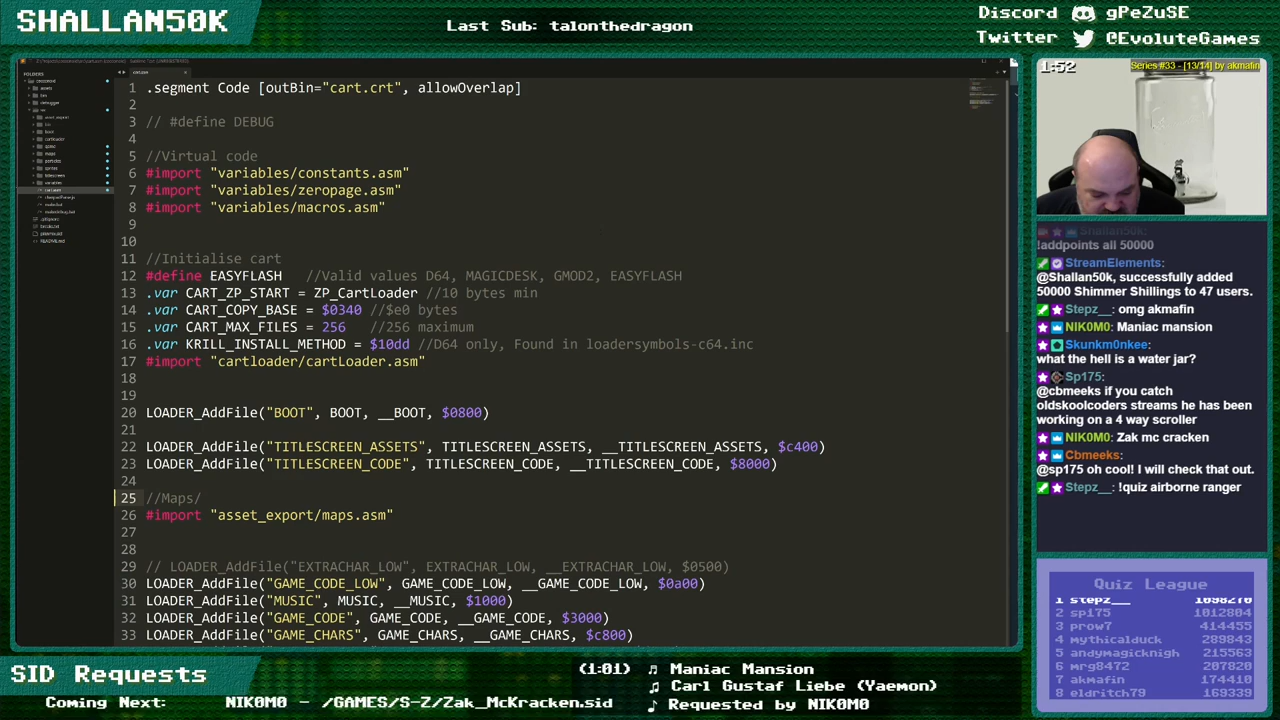 SHALLAN50K
Last Sub: talonthedragon
Discord gPeZuSE
Twitter @EvoluteGames
FOLDERS
1 .segment Code [outBin="cart.crt", allowOverlap]
2
3 // #define DEBUG
4
5 //Virtual code
6 #import "variables/constants.asm"
7 #import "variables/zeropage.asm"
8 #import "variables/macros.asm"
9
10
11 //Initialise cart
12 #define EASYFLASH //Valid values D64, MAGICDESK, GMOD2, EASYFLASH
13 .var CART_ZP_START = ZP_CartLoader //10 bytes min
14 .var CART_COPY_BASE = $0340 //$e0 bytes
15 .var CART_MAX_FILES = 256 //256 maximum
16 .var KRILL_INSTALL_METHOD = $10dd //D64 only, Found in loadersymbols-c64.inc
17 #import "cartloader/cartLoader.asm"
18
19
20 LOADER_AddFile("BOOT", BOOT, __BOOT, $0800)
21
22 LOADER_AddFile("TITLESCREEN_ASSETS", TITLESCREEN_ASSETS, __TITLESCREEN_ASSETS, $c400)
23 LOADER_AddFile("TITLESCREEN_CODE", TITLESCREEN_CODE, __TITLESCREEN_CODE, $8000)
24
25 //Maps/
26 #import "asset_export/maps.asm"
27
28
29 // LOADER_AddFile("EXTRACHAR_LOW", EXTRACHAR_LOW, __EXTRACHAR_LOW, $0500)
30 LOADER_AddFile("GAME_CODE_LOW", GAME_CODE_LOW, __GAME_CODE_LOW, $0a00)
31 LOADER_AddFile("MUSIC", MUSIC, __MUSIC, $1000)
32 LOADER_AddFile("GAME_CODE", GAME_CODE, __GAME_CODE, $3000)
33 LOADER_AddFile("GAME_CHARS", GAME_CHARS, __GAME_CHARS, $c800)
1:52
Series #33 - [13/14] by akmafin
Shallan50k:
!addpoints all 50000
StreamElements:
@Shallan50k, successfully added
50000 Shimmer Shillings to 47 users.
Stepz__: omg akmafin
NIK0M0: Maniac mansion
Skunkm0nkee:
what the hell is a water jar?
Sp175:
@cbmeeks if you catch
oldskoolcoders streams he has been
working on a 4 way scroller
NIK0M0: Zak mc cracken
Cbmeeks:
@sp175 oh cool! I will check that out.
Stepz__: !quiz airborne ranger
Quiz League
1 stepz__ 1098270
2 sp175 1012804
3 prow7 414455
4 mythicalduck 289843
5 andymagicknigh 215563
6 mrg8472 207820
7 akmafin 174410
8 eldritch79 169339
SID Requests
(1:01) ♫ Maniac Mansion
♫ Carl Gustaf Liebe (Yaemon)
♪ Requested by NIK0M0
Coming Next: NIK0M0 - /GAMES/S-Z/Zak_McKracken.sid